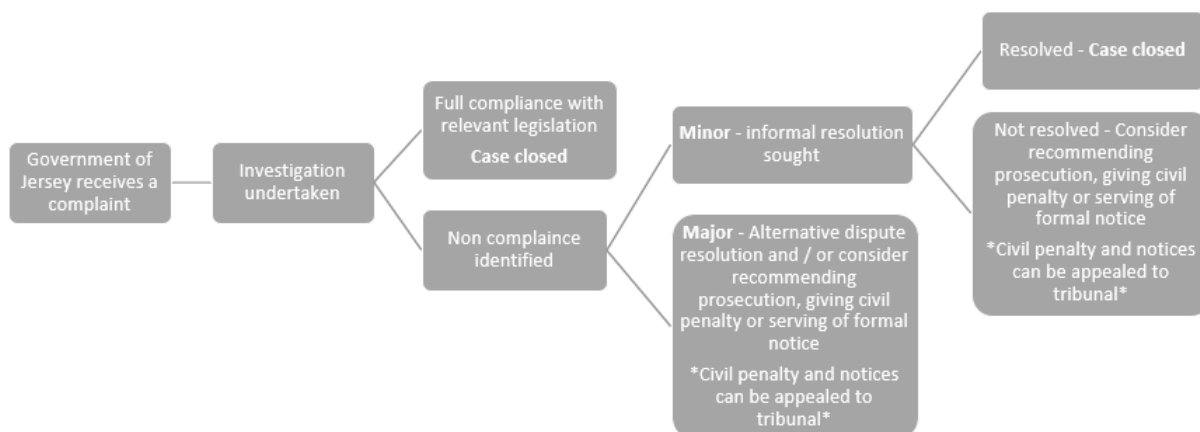 Government of
Jersey receives a
complaint
Investigation
undertaken
Full compliance with
relevant legislation
Case closed
Non complaince
identified
Minor - informal resolution
sought
Major - Alternative dispute
resolution and / or consider
recommending
prosecution, giving civil
penalty or serving of formal
notice
*Civil penalty and notices
can be appealed to
tribunal*
Resolved - Case closed
Not resolved - Consider
recommending
prosecution, giving civil
penalty or serving of
formal notice
*Civil penalty and notices
can be appealed to
tribunal*